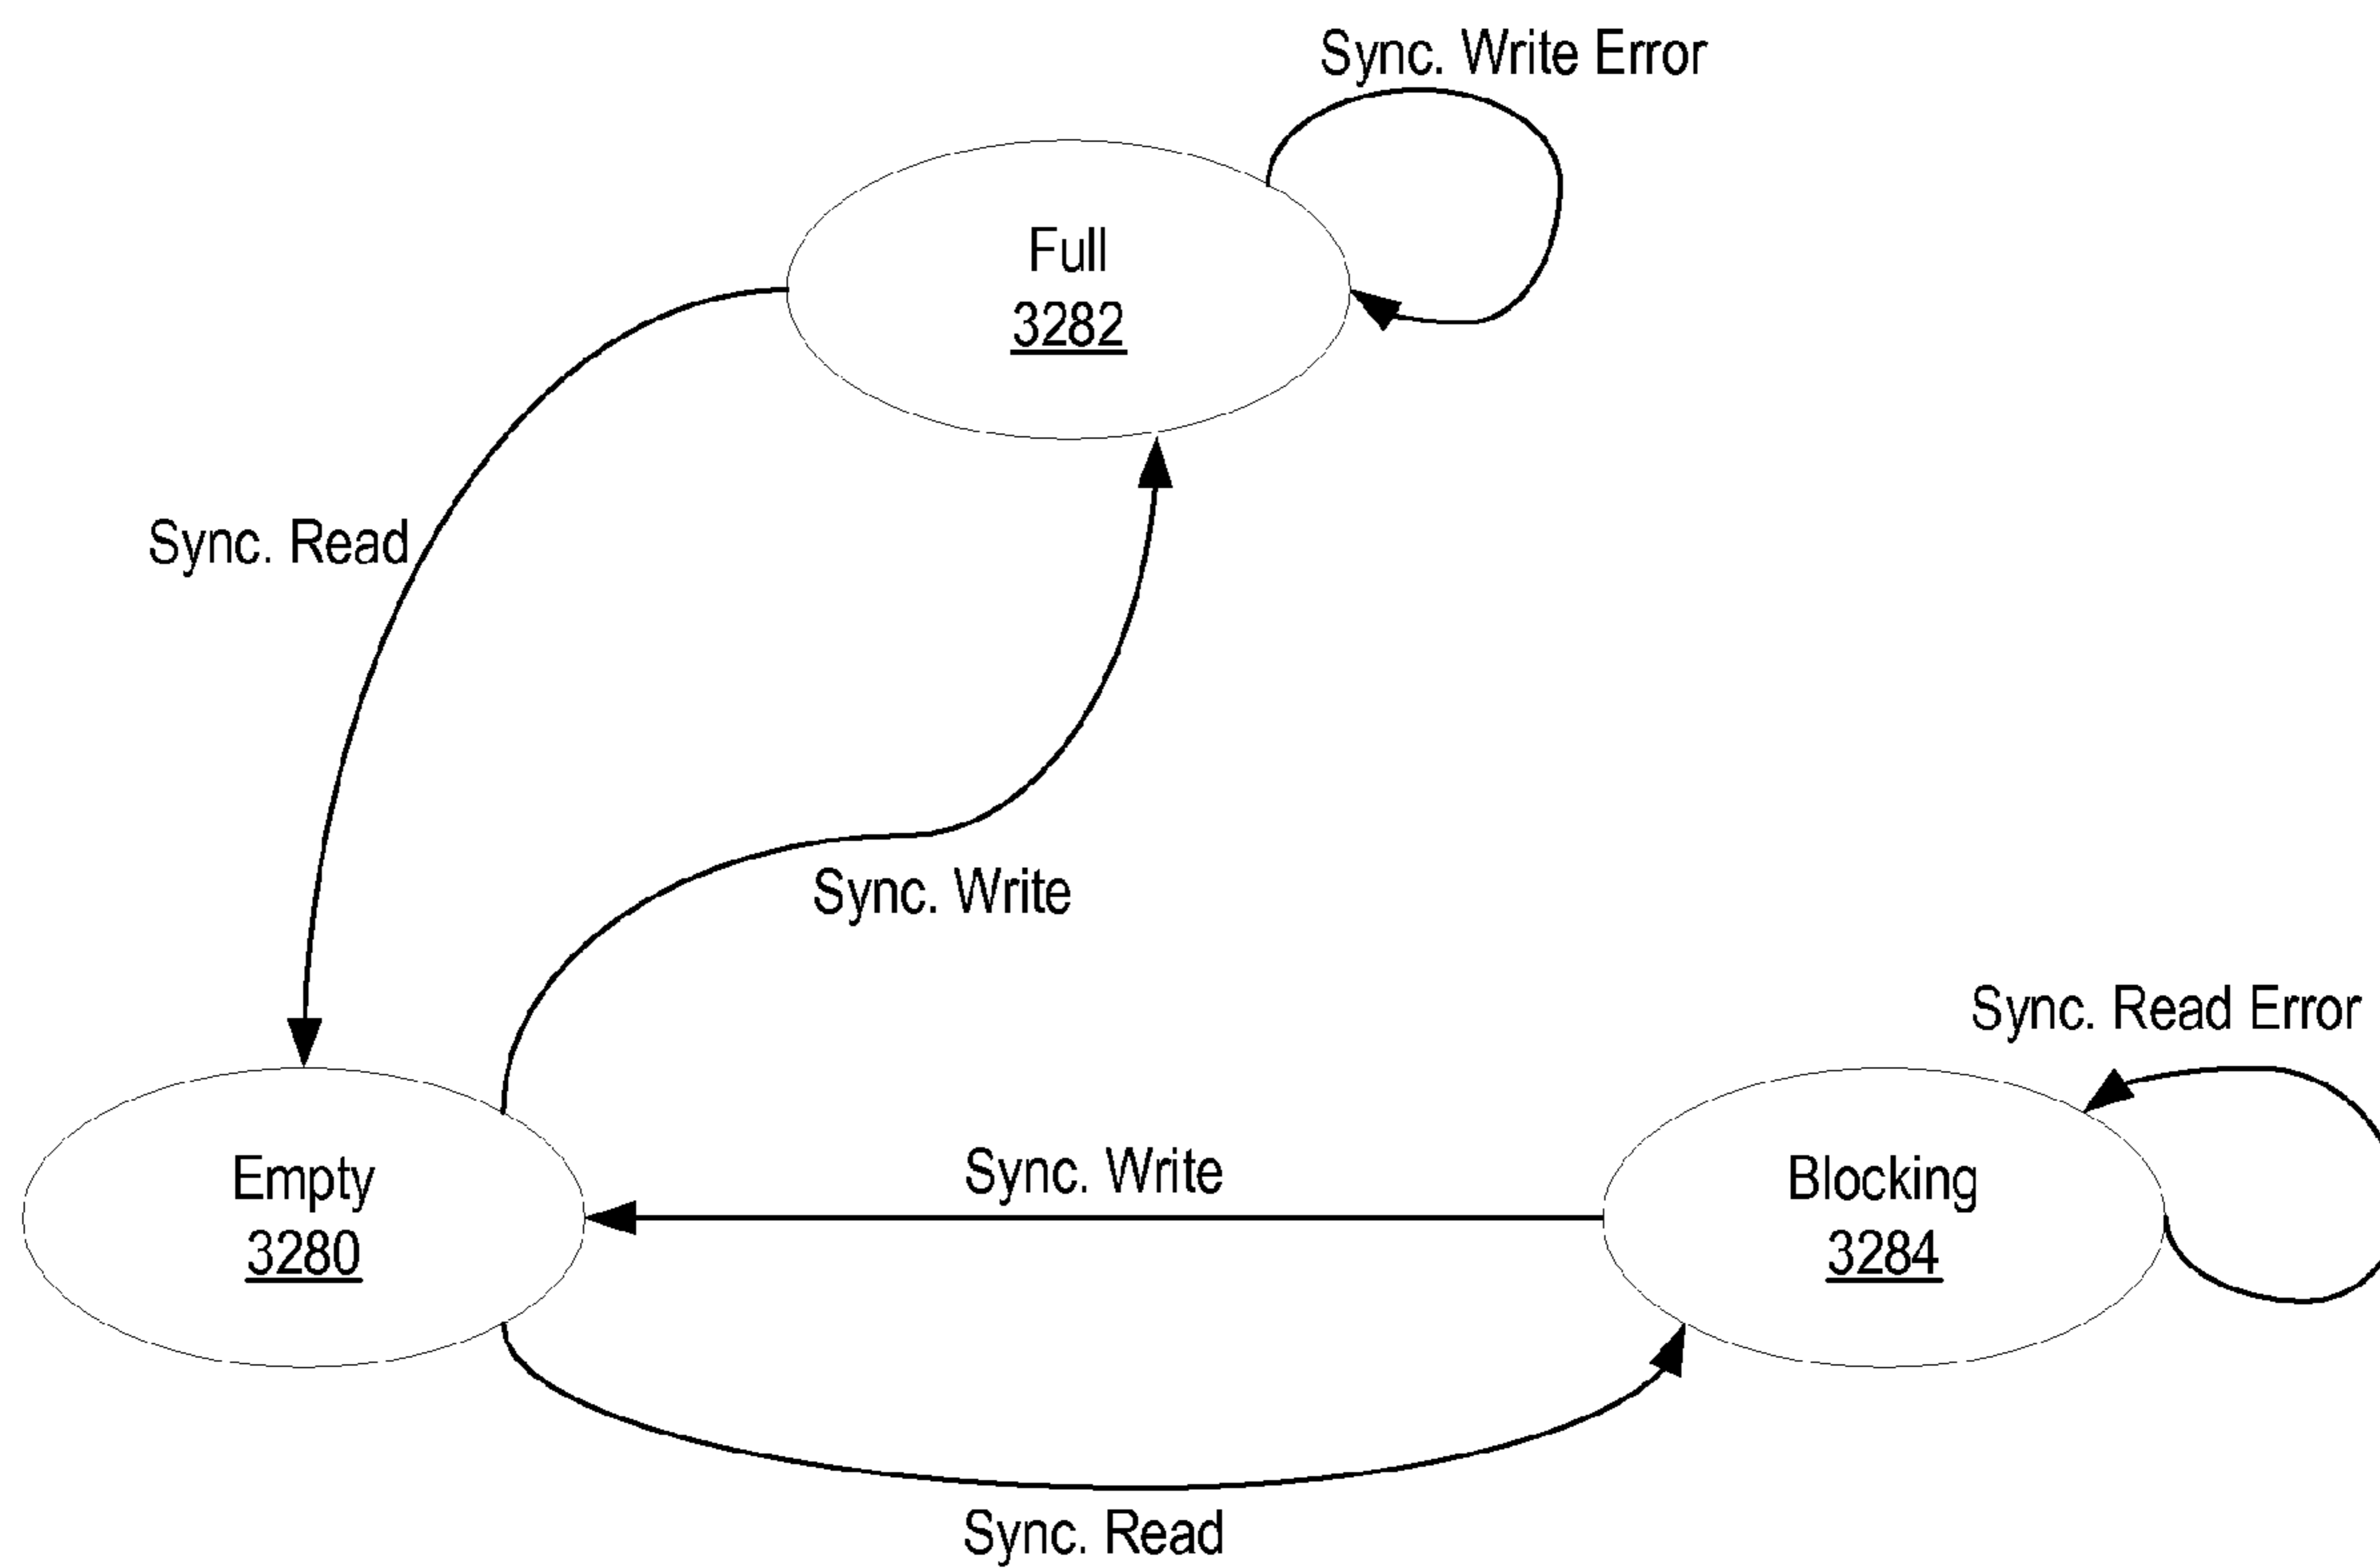 Sync. Write Error
Full
3282
Sync. Read
Sync. Write
Sync. Read Error
Empty
3280
Sync. Write
Blocking
3284
Sync. Read